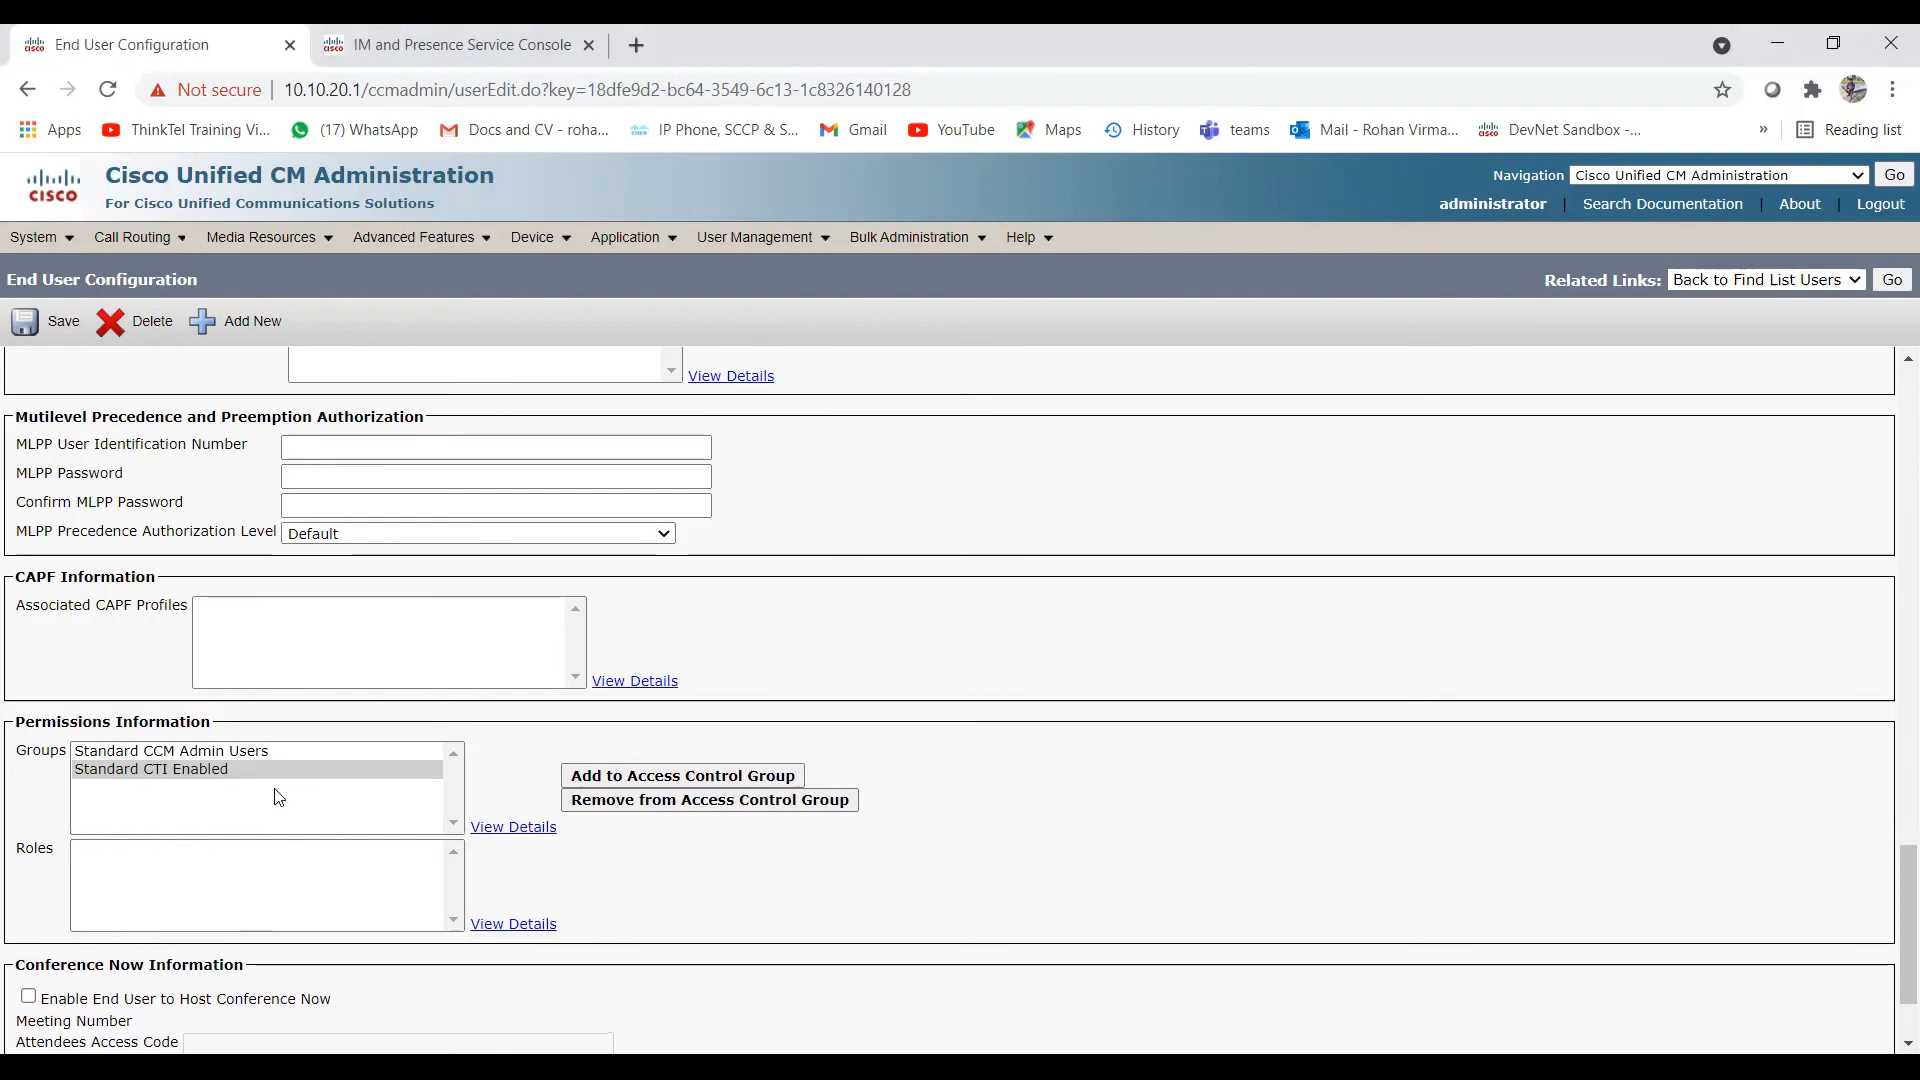 End User Configuration
IM and Presence Service Console
Not secure
10.10.20.1/ccmadmin/userEdit.do?key=18dfe9d2-bc64-3549-6c13-1c8326140128
Apps
ThinkTel Training Vi...
(17) WhatsApp
Docs and CV - roha...
IP Phone, SCCP & S...
Gmail
YouTube
Maps
History
teams
Mail - Rohan Virma...
DevNet Sandbox -...
»
Reading list
CISCO
Cisco Unified CM Administration
For Cisco Unified Communications Solutions
Navigation Cisco Unified CM Administration Go
administrator | Search Documentation | About | Logout
System Call Routing Media Resources Advanced Features Device Application User Management Bulk Administration Help
End User Configuration
Related Links: Back to Find List Users Go
Save Delete Add New
View Details
Mutilevel Precedence and Preemption Authorization
MLPP User Identification Number
MLPP Password
Confirm MLPP Password
MLPP Precedence Authorization Level Default
CAPF Information
Associated CAPF Profiles
View Details
Permissions Information
Groups
Standard CCM Admin Users
Standard CTI Enabled
Add to Access Control Group
Remove from Access Control Group
View Details
Roles
View Details
Conference Now Information
Enable End User to Host Conference Now
Meeting Number
Attendees Access Code